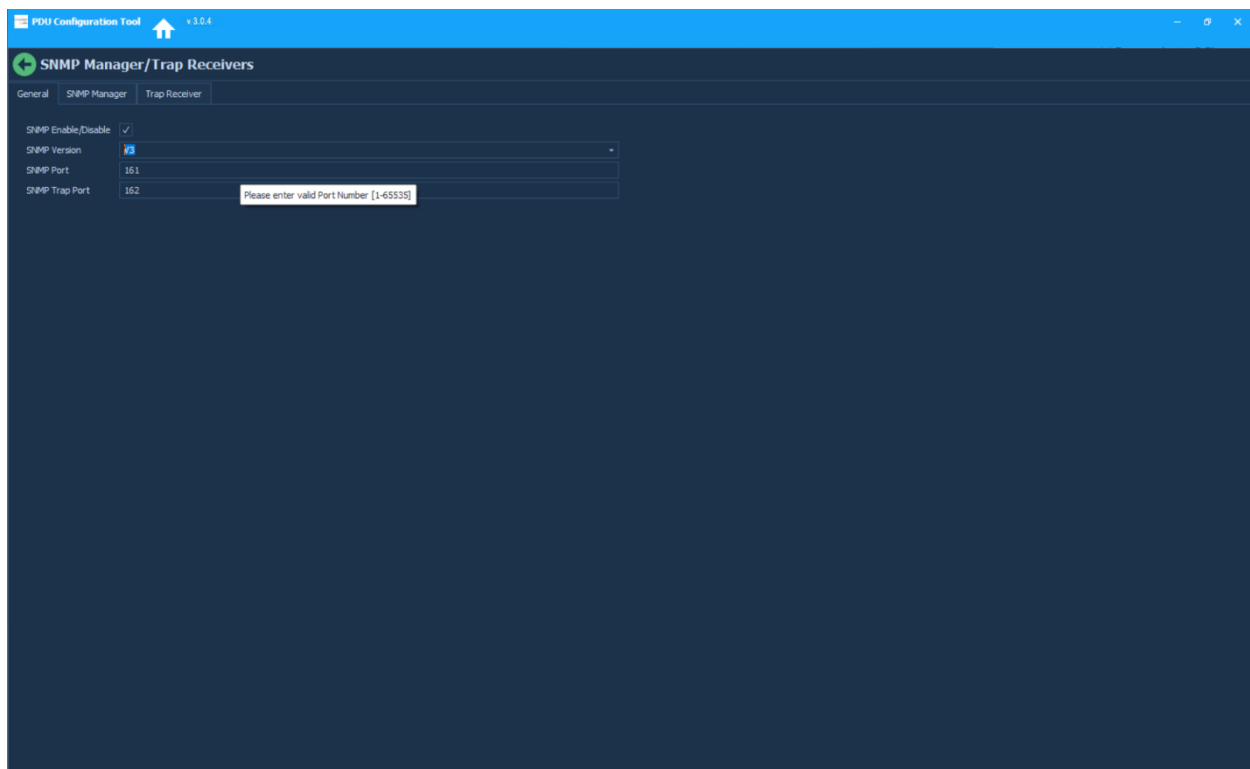 PDU Configuration Tool v 3.0.4
SNMP Manager/Trap Receivers
General SNMP Manager Trap Receiver
SNMP Enable/Disable
SNMP Version V3
SNMP Port 161
SNMP Trap Port 162
Please enter valid Port Number [1-65535]